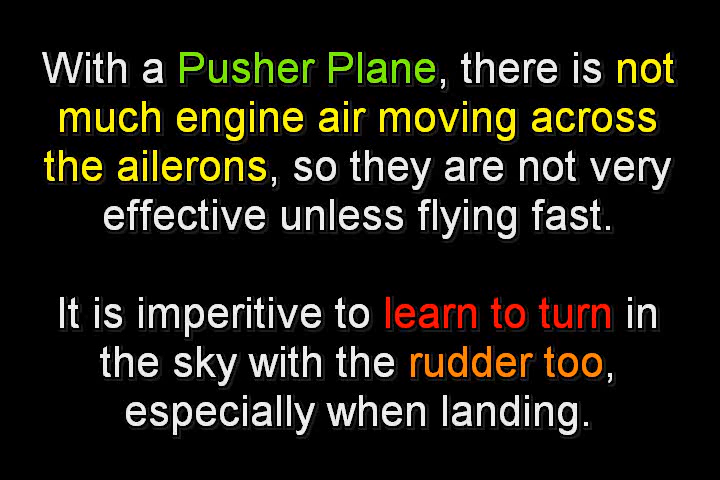 With a Pusher Plane, there is not
much engine air moving across
the ailerons, so they are not very
effective unless flying fast.
It is imperitive to learn to turn in
the sky with the rudder too,
especially when landing.